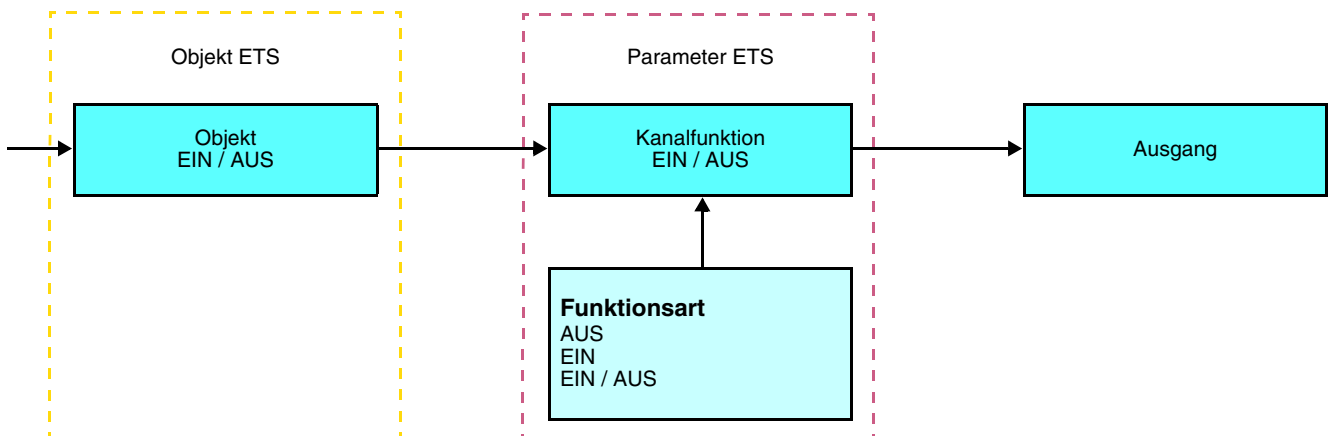 Objekt ETS
Parameter ETS
Objekt
EIN / AUS
Kanalfunktion
EIN / AUS
Ausgang
Funktionsart
AUS
EIN
EIN / AUS